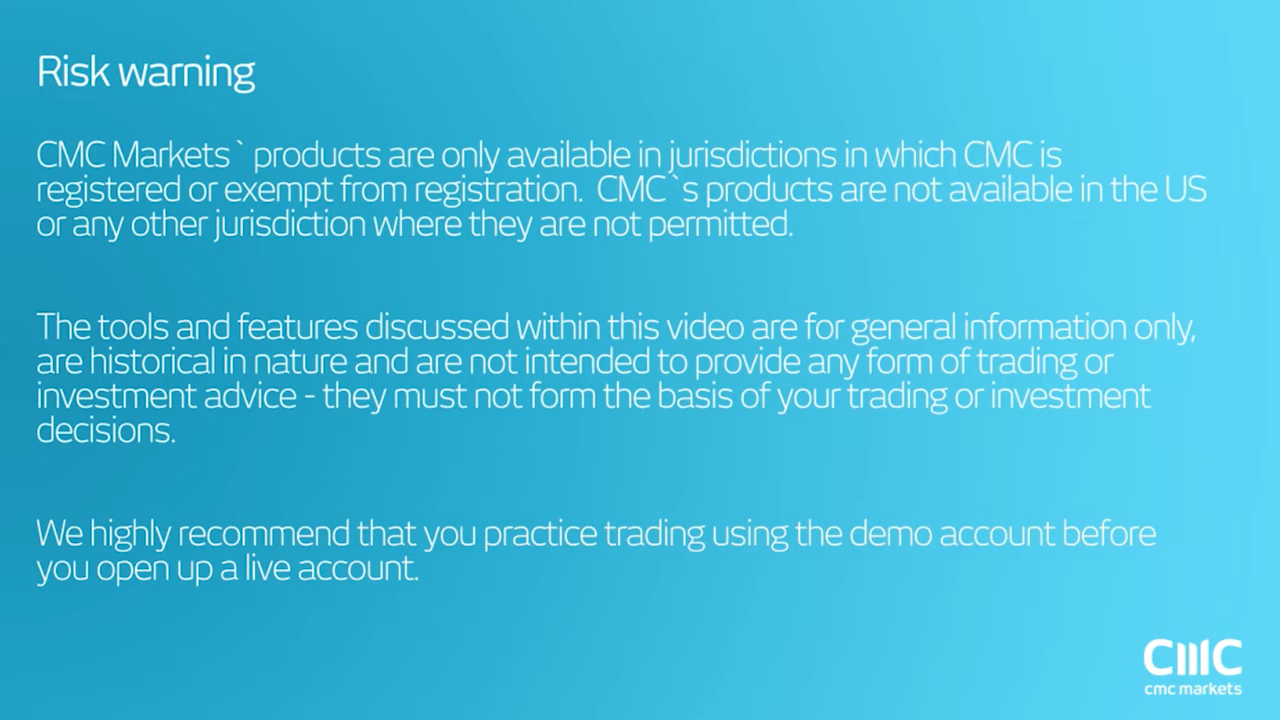 Risk warning
CMC Markets` products are only available in jurisdictions in which CMC is
registered or exempt from registration.  CMC`s products are not available in the US
or any other jurisdiction where they are not permitted.
The tools and features discussed within this video are for general information only,
are historical in nature and are not intended to provide any form of trading or
investment advice - they must not form the basis of your trading or investment
decisions.
We highly recommend that you practice trading using the demo account before
you open up a live account.
CMC
cmc markets